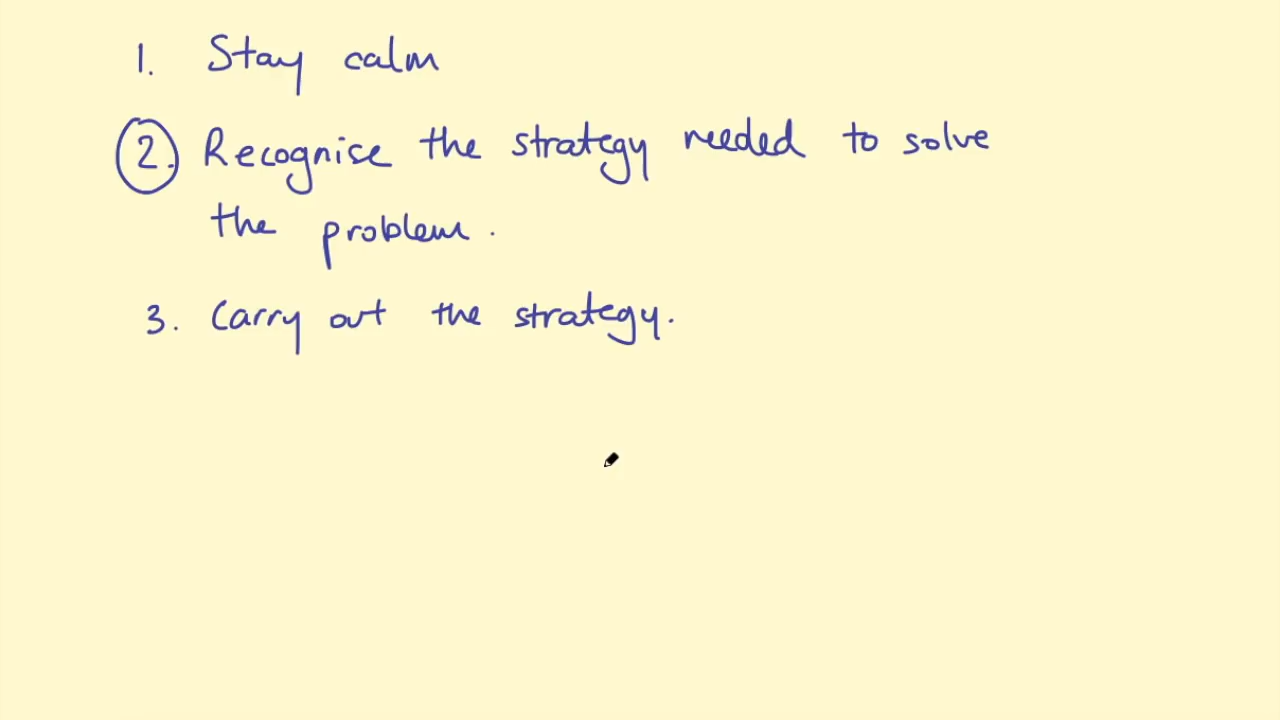 1. Stay calm
2. Recognise the strategy needed to solve
the problem.
3. Carry out the strategy.